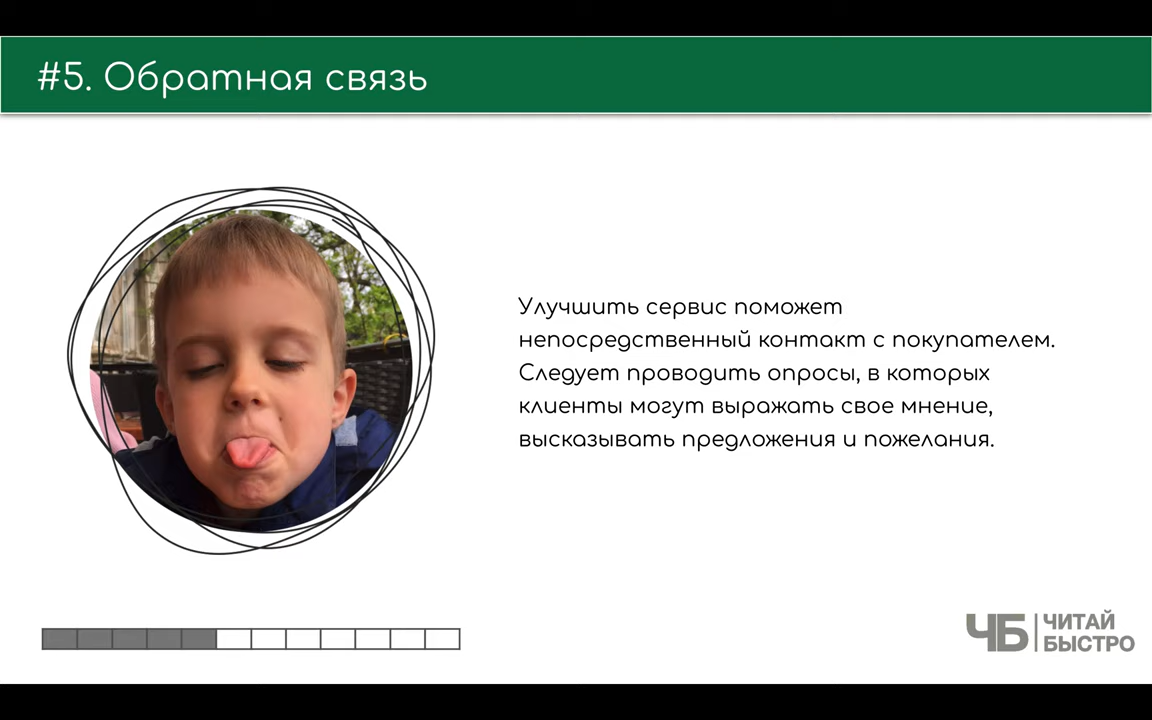 #5. Обратная связь
Улучшить сервис поможет
непосредственный контакт с покупателем.
Следует проводить опросы, в которых
клиенты могут выражать свое мнение,
высказывать предложения и пожелания.
ЧБ
ЧИТАЙ
БЫСТРО